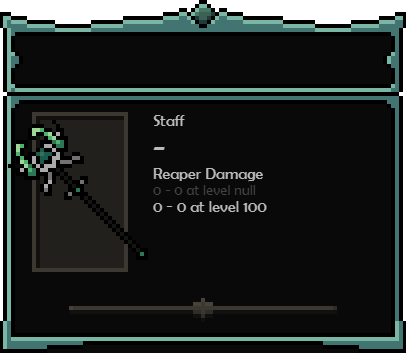 Staff
–
Reaper Damage
0 - 0 at level null
0 - 0 at level 100